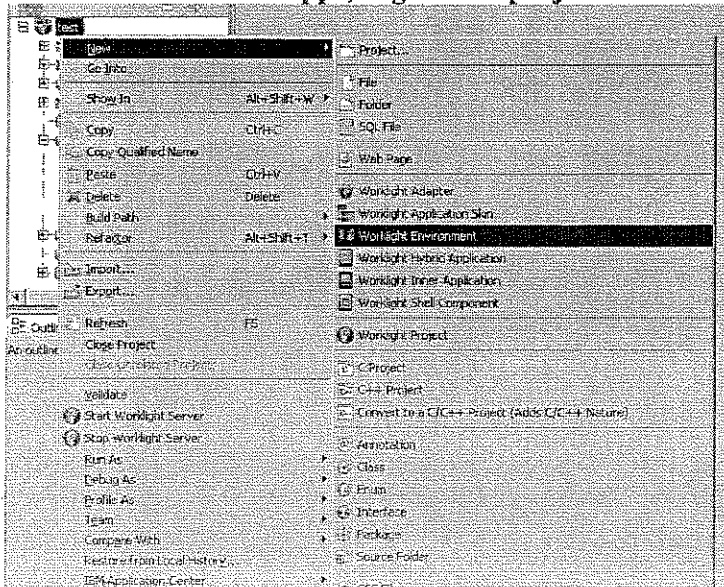 test
New
Go Into
Show In Alt+Shift+W
Copy Ctrl+C
Copy Qualified Name
Paste Ctrl+V
Delete Delete
Build Path
Refactor Alt+Shift+T
Import...
Export...
Refresh F5
Close Project
Close Unrelated Projects
Validate
Start Worklight Server
Stop Worklight Server
Run As
Debug As
Profile As
Team
Compare With
Restore from Local History...
IBM Application Center
Project...
File
Folder
SQL File
Web Page
Worklight Adapter
Worklight Application Skin
Worklight Environment
Worklight Hybrid Application
Worklight Inner Application
Worklight Shell Component
Worklight Project
C Project
C++ Project
Convert to a C/C++ Project (Adds C/C++ Nature)
Annotation
Class
Enum
Interface
Package
Source Folder
Outli
An outline